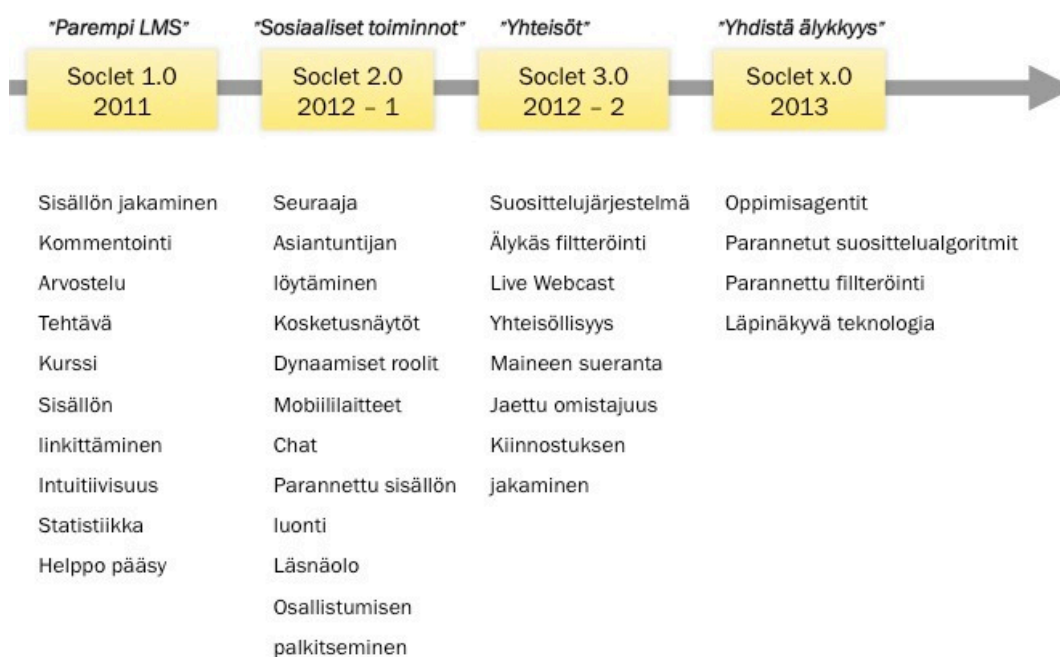 "Parempi LMS"
"Sosiaaliset toiminnot"
"Yhteisöt"
"Yhdistä älykkyys"
Soclet 1.0
2011
Soclet 2.0
2012 – 1
Soclet 3.0
2012 – 2
Soclet x.0
2013
Sisällön jakaminen
Kommentointi
Arvostelu
Tehtävä
Kurssi
Sisällön
linkittäminen
Intuitiivisuus
Statistiikka
Helppo pääsy
Seuraaja
Asiantuntijan
löytäminen
Kosketusnäytöt
Dynaamiset roolit
Mobiililaitteet
Chat
Parannettu sisällön
luonti
Läsnäolo
Osallistumisen
palkitseminen
Suosittelujärjestelmä
Älykäs filtteröinti
Live Webcast
Yhteisöllisyys
Maineen sueranta
Jaettu omistajuus
Kiinnostuksen
jakaminen
Oppimisagentit
Parannetut suosittelualgoritmit
Parannettu fillteröinti
Läpinäkyvä teknologia